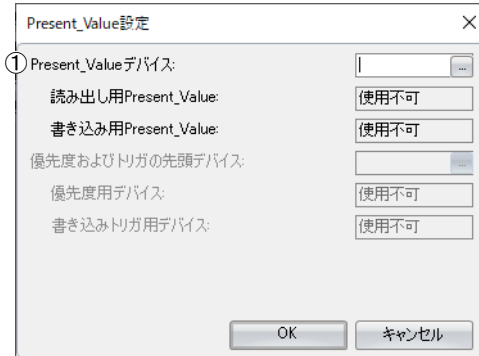 Present_Value設定
①Present_Valueデバイス: ...
読み出し用Present_Value: 使用不可
書き込み用Present_Value: 使用不可
優先度およびトリガの先頭デバイス: ...
優先度用デバイス: 使用不可
書き込みトリガ用デバイス: 使用不可
OK キャンセル